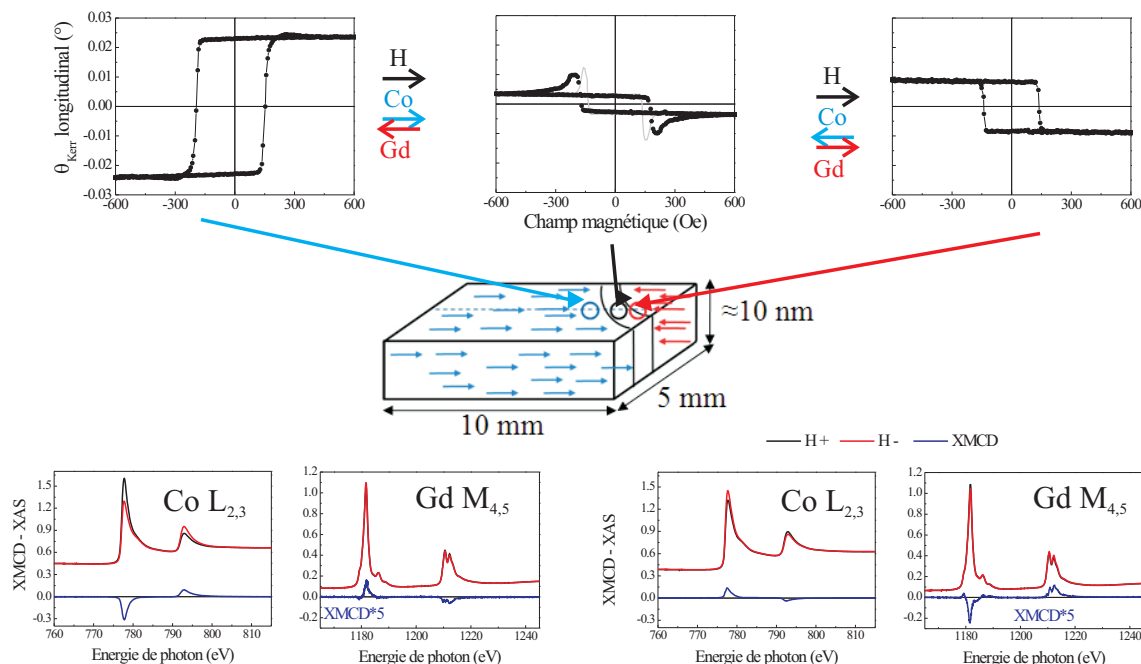 θ_Kerr longitudinal (°)
0.03
0.02
0.01
0.00
-0.01
-0.02
-0.03
-600 -300 0 300 600
H
Co
Gd
-600 -300 0 300 600
Champ magnétique (Oe)
H
Co
Gd
-600 -300 0 300 600
≈10 nm
5 mm
10 mm
H+ H- XMCD
XMCD - XAS
1.5
1.2
0.9
0.6
0.3
0.0
-0.3
Co L2,3
760 770 780 790 800 810
Energie de photon (eV)
1.2
1.0
0.8
0.6
0.4
0.2
0.0
-0.2
Gd M4,5
XMCD*5
1180 1200 1220 1240
Energie de photon (eV)
XMCD - XAS
1.5
1.2
0.9
0.6
0.3
0.0
-0.3
Co L2,3
760 770 780 790 800 810
Energie de photon (eV)
1.2
1.0
0.8
0.6
0.4
0.2
0.0
-0.2
Gd M4,5
XMCD*5
1180 1200 1220 1240
Energie de photon (eV)